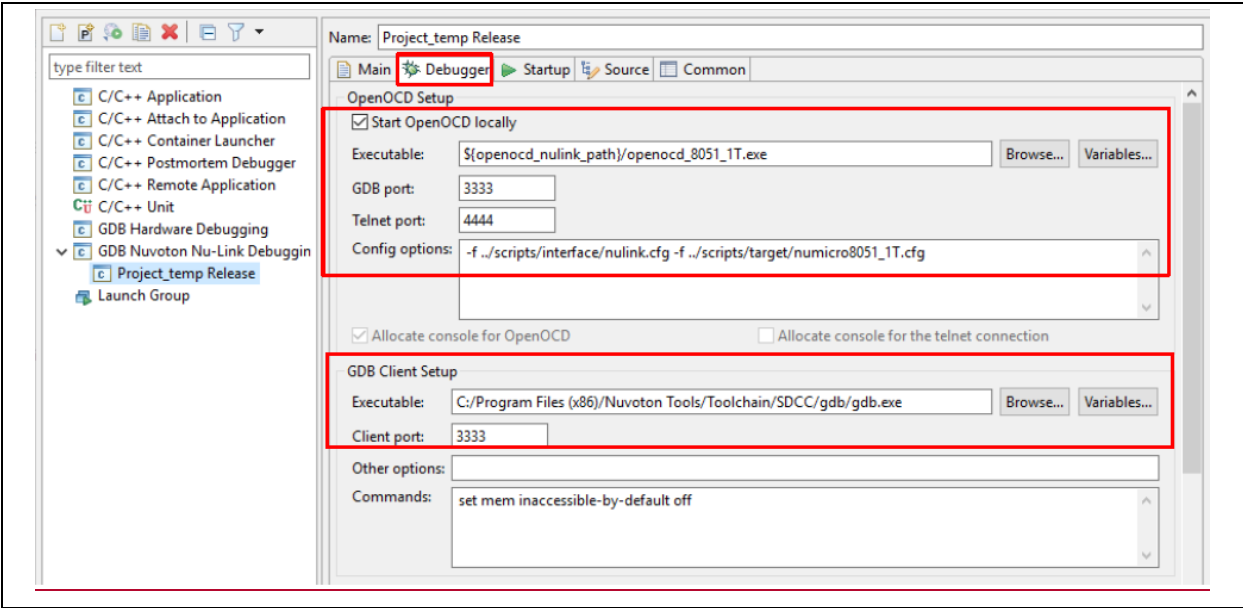 Name: Project_temp Release
type filter text
Main Debugger Startup Source Common
C/C++ Application
C/C++ Attach to Application
C/C++ Container Launcher
C/C++ Postmortem Debugger
C/C++ Remote Application
C/C++ Unit
GDB Hardware Debugging
GDB Nuvoton Nu-Link Debuggin
Project_temp Release
Launch Group
OpenOCD Setup
Start OpenOCD locally
Executable: ${openocd_nulink_path}/openocd_8051_1T.exe Browse... Variables...
GDB port: 3333
Telnet port: 4444
Config options: -f ../scripts/interface/nulink.cfg -f ../scripts/target/numicro8051_1T.cfg
Allocate console for OpenOCD Allocate console for the telnet connection
GDB Client Setup
Executable: C:/Program Files (x86)/Nuvoton Tools/Toolchain/SDCC/gdb/gdb.exe Browse... Variables...
Client port: 3333
Other options:
Commands: set mem inaccessible-by-default off